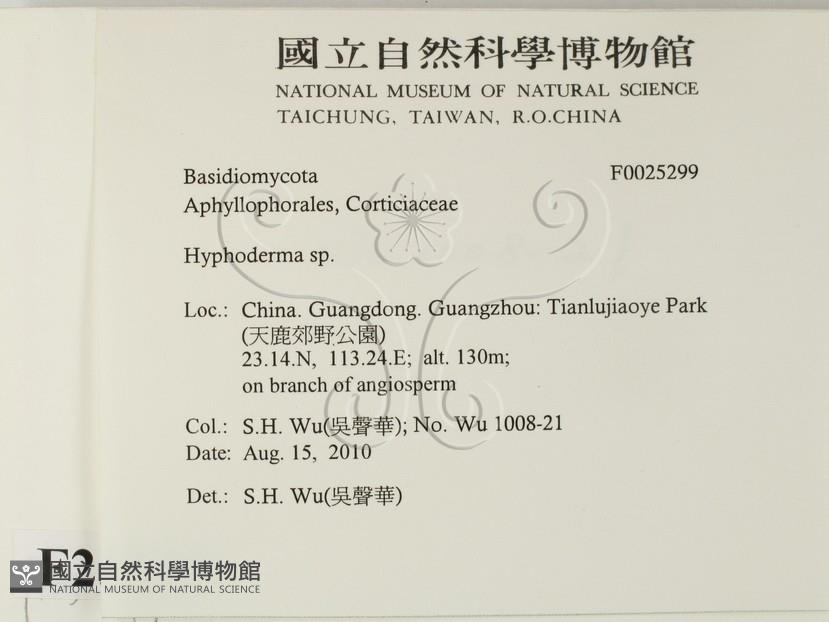 國立自然科學博物館
NATIONAL MUSEUM OF NATURAL SCIENCE
TAICHUNG, TAIWAN, R.O.CHINA
Basidiomycota F0025299
Aphyllophorales, Corticiaceae
Hyphoderma sp.
Loc.: China. Guangdong. Guangzhou: Tianlujiaoye Park
(天鹿郊野公園)
23.14.N, 113.24.E; alt. 130m;
on branch of angiosperm
Col.: S.H. Wu(吳聲華); No. Wu 1008-21
Date: Aug. 15, 2010
Det.: S.H. Wu(吳聲華)
國立自然科學博物館
NATIONAL MUSEUM OF NATURAL SCIENCE